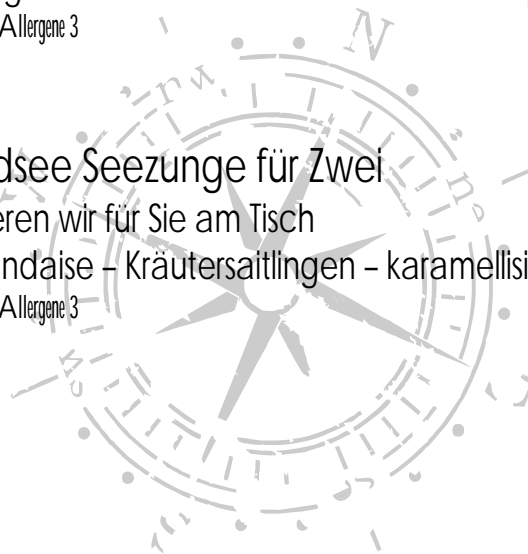 g
Allergene 3
N
dsee Seezunge für Zwei
eren wir für Sie am Tisch
ndaise – Kräutersaitlingen – karamellisi
Allergene 3